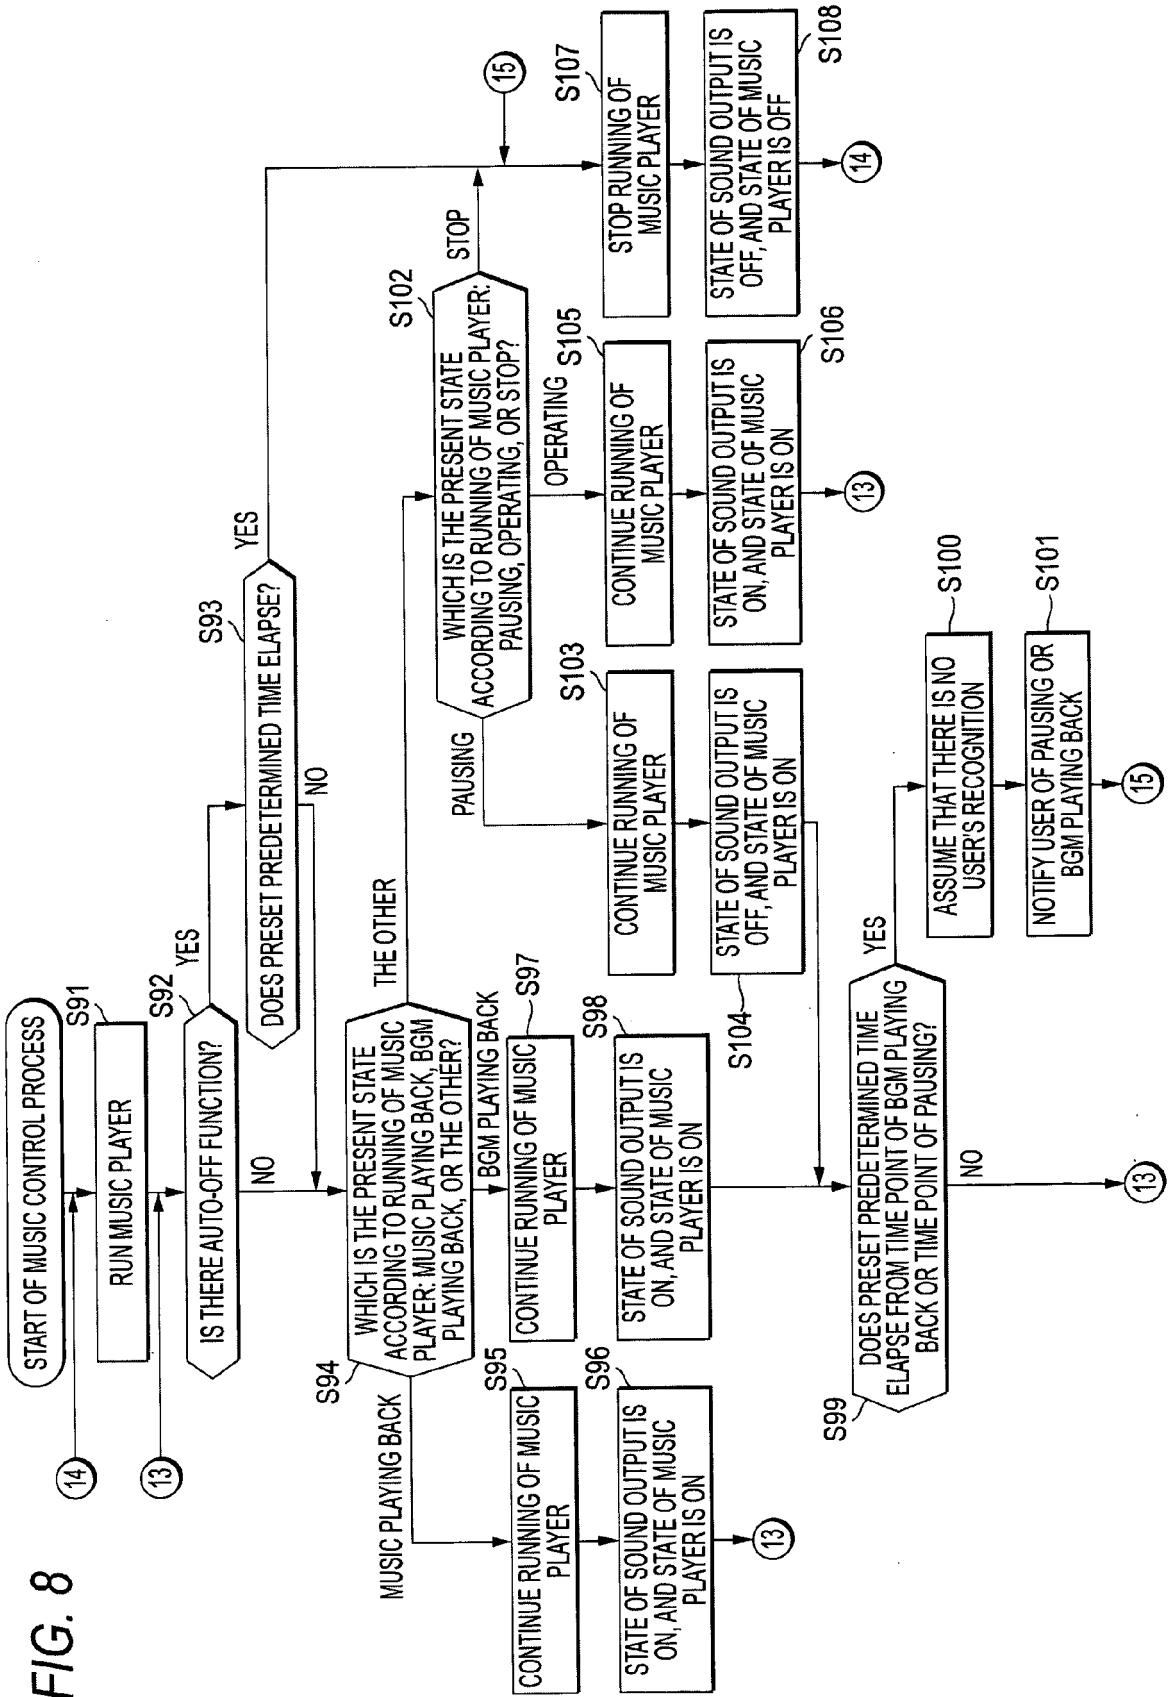 FIG. 8
START OF MUSIC CONTROL PROCESS
14
S91
RUN MUSIC PLAYER
13
S92
IS THERE AUTO-OFF FUNCTION?
YES
NO
S93
DOES PRESET PREDETERMINED TIME ELAPSE?
YES
NO
S94
WHICH IS THE PRESENT STATE
ACCORDING TO RUNNING OF MUSIC
PLAYER: MUSIC PLAYING BACK, BGM
PLAYING BACK, OR THE OTHER?
MUSIC PLAYING BACK
BGM PLAYING BACK
THE OTHER
S95
CONTINUE RUNNING OF MUSIC
PLAYER
S96
STATE OF SOUND OUTPUT IS
ON, AND STATE OF MUSIC
PLAYER IS ON
13
S97
CONTINUE RUNNING OF MUSIC
PLAYER
S98
STATE OF SOUND OUTPUT IS
ON, AND STATE OF MUSIC
PLAYER IS ON
S102
WHICH IS THE PRESENT STATE
ACCORDING TO RUNNING OF MUSIC PLAYER:
PAUSING, OPERATING, OR STOP?
PAUSING
OPERATING
STOP
S103
CONTINUE RUNNING OF
MUSIC PLAYER
S104
STATE OF SOUND OUTPUT IS
OFF, AND STATE OF MUSIC
PLAYER IS ON
S105
CONTINUE RUNNING OF
MUSIC PLAYER
S106
STATE OF SOUND OUTPUT IS
ON, AND STATE OF MUSIC
PLAYER IS ON
13
15
S107
STOP RUNNING OF
MUSIC PLAYER
S108
STATE OF SOUND OUTPUT IS
OFF, AND STATE OF MUSIC
PLAYER IS OFF
14
S99
DOES PRESET PREDETERMINED TIME
ELAPSE FROM TIME POINT OF BGM PLAYING
BACK OR TIME POINT OF PAUSING?
YES
NO
13
S100
ASSUME THAT THERE IS NO
USER'S RECOGNITION
S101
NOTIFY USER OF PAUSING OR
BGM PLAYING BACK
15